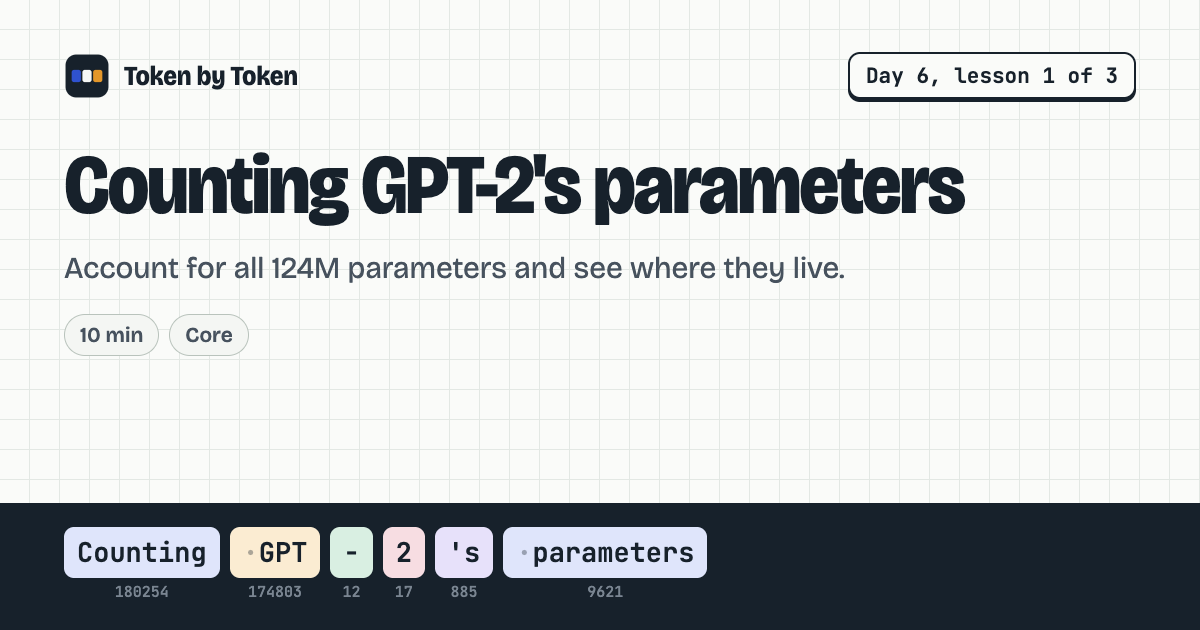 Token by Token
Day 6, lesson 1 of 3
Counting GPT-2's parameters
Account for all 124M parameters and see where they live.
10 min Core
Counting ·GPT - 2 's ·parameters
180254 174803 12 17 885 9621